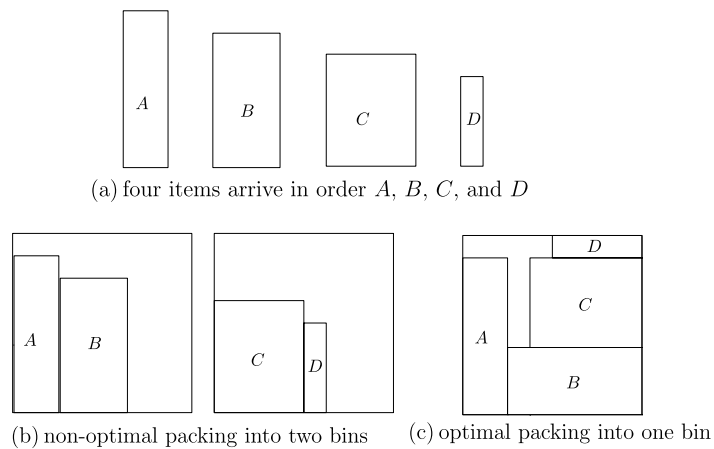 A
B
C
D
(a) four items arrive in order A, B, C, and D
A
B
C
D
D
C
A
B
(b) non-optimal packing into two bins
(c) optimal packing into one bin